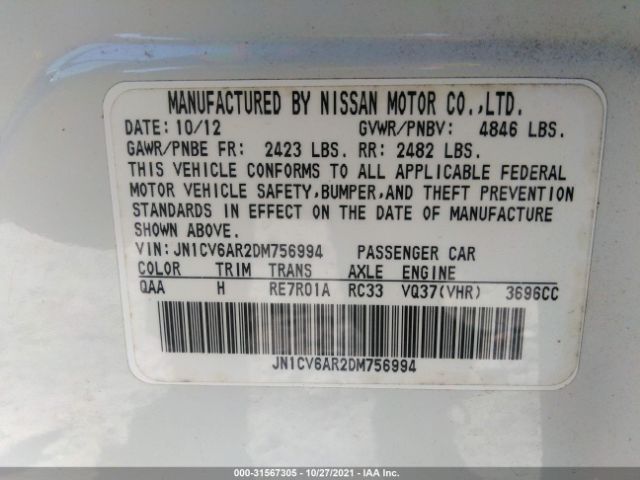 MANUFACTURED BY NISSAN MOTOR CO.,LTD.
DATE: 10/12 GVWR/PNBV: 4846 LBS.
GAWR/PNBE FR: 2423 LBS. RR: 2482 LBS.
THIS VEHICLE CONFORMS TO ALL APPLICABLE FEDERAL
MOTOR VEHICLE SAFETY,BUMPER,AND THEFT PREVENTION
STANDARDS IN EFFECT ON THE DATE OF MANUFACTURE
SHOWN ABOVE.
VIN:JN1CV6AR2DM756994 PASSENGER CAR
COLOR TRIM TRANS AXLE ENGINE
QAA H RE7R01A RC33 VQ37(VHR) 3696CC
JN1CV6AR2DM756994
000-31567305 - 10/27/2021 - IAA Inc.